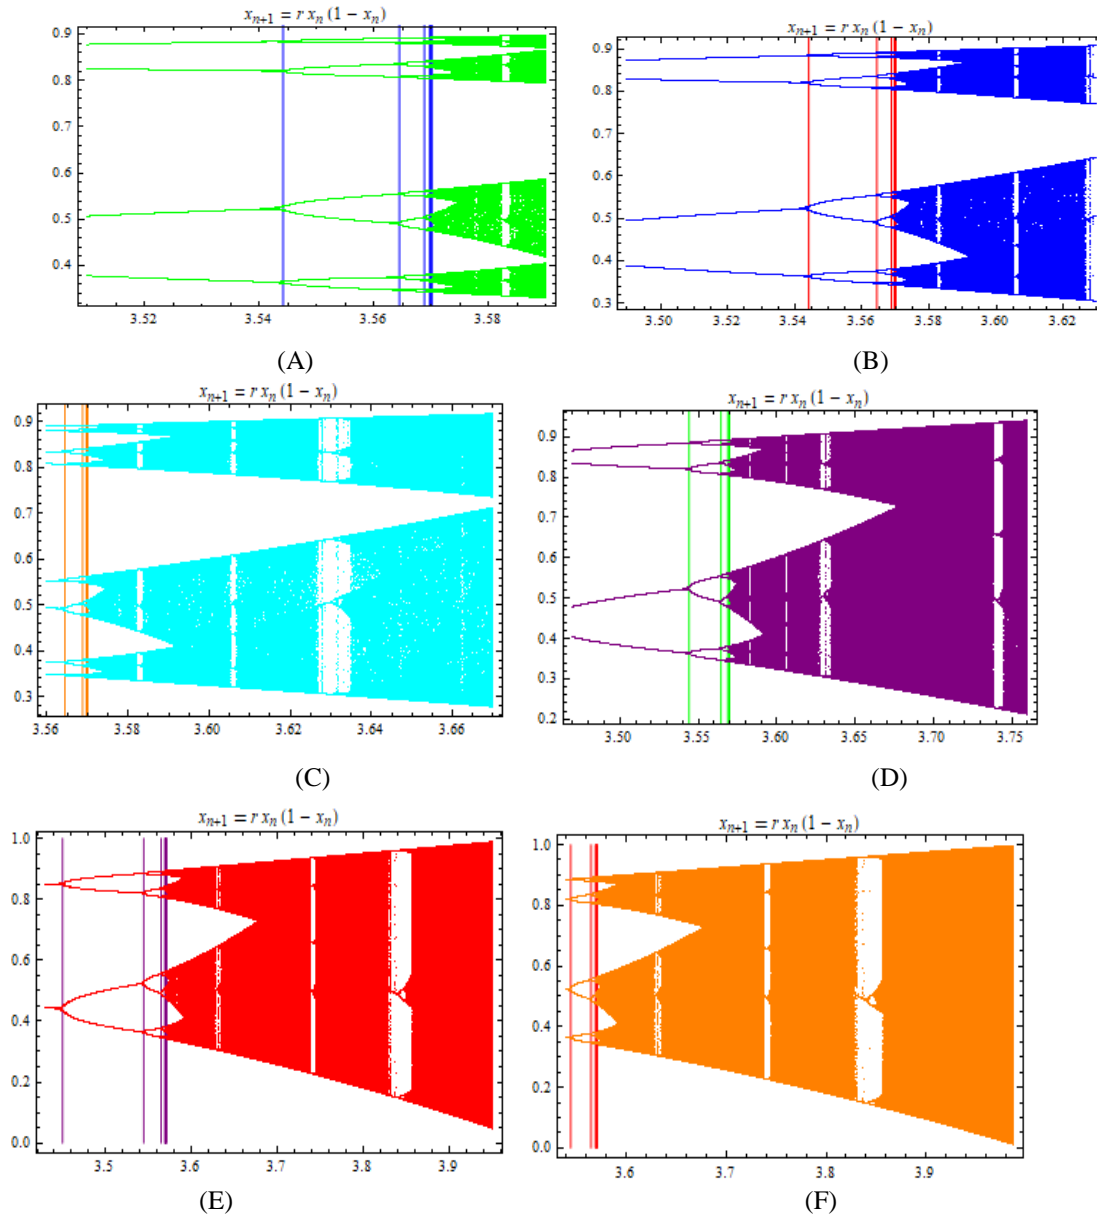 x_{n+1} = r x_n (1 − x_n)
0.9
0.8
0.6
0.5
0.4
3.52 3.54 3.56 3.58
(A)
x_{n+1} = r x_n (1 − x_n)
0.9
0.8
0.7
0.6
0.5
0.4
0.3
3.50 3.52 3.54 3.56 3.58 3.60 3.62
(B)
x_{n+1} = r x_n (1 − x_n)
0.9
0.8
0.7
0.6
0.5
0.4
0.3
3.56 3.58 3.60 3.62 3.64 3.66
(C)
x_{n+1} = r x_n (1 − x_n)
0.9
0.8
0.7
0.6
0.5
0.4
0.3
0.2
3.50 3.55 3.60 3.65 3.70 3.75
(D)
x_{n+1} = r x_n (1 − x_n)
1.0
0.8
0.6
0.4
0.2
0.0
3.5 3.6 3.7 3.8 3.9
(E)
x_{n+1} = r x_n (1 − x_n)
1.0
0.8
0.6
0.4
0.2
0.0
3.6 3.7 3.8 3.9
(F)